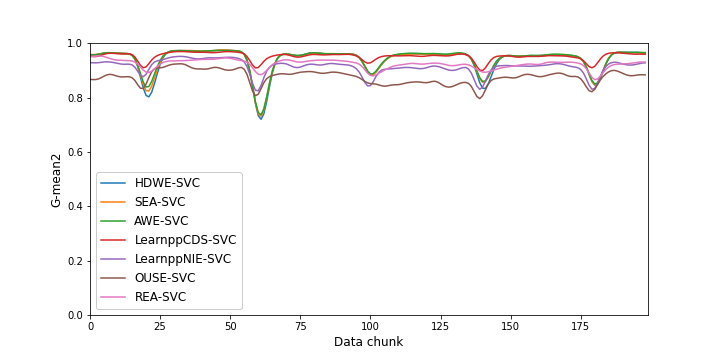 1.0
0.8
0.6
0.4
0.2
0.0
G-mean2
HDWE-SVC
SEA-SVC
AWE-SVC
LearnppCDS-SVC
LearnppNIE-SVC
OUSE-SVC
REA-SVC
0 25 50 75 100 125 150 175
Data chunk